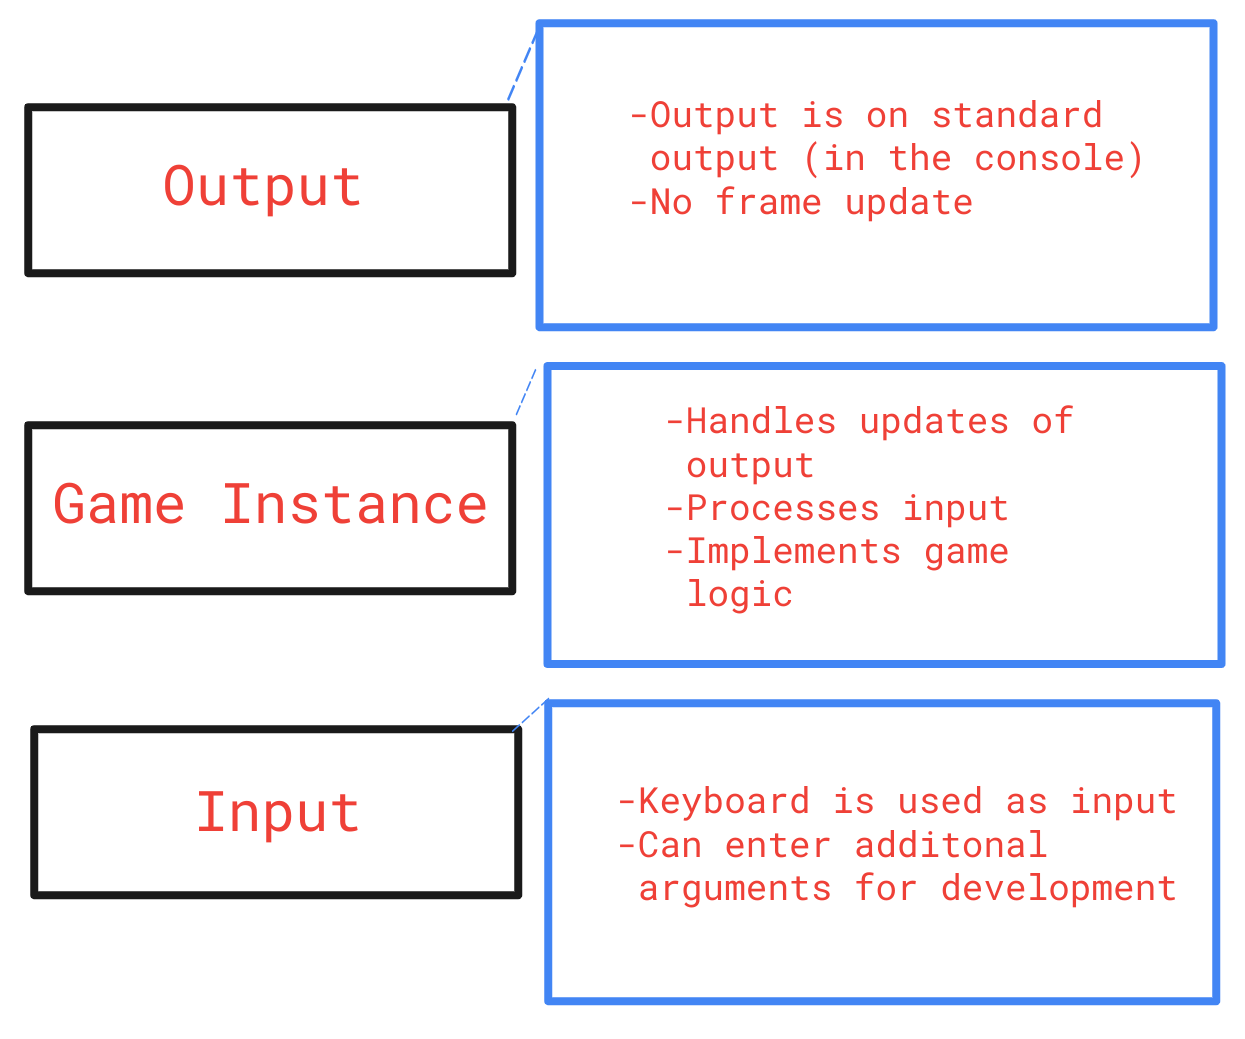 Output
-Output is on standard
output (in the console)
-No frame update
Game Instance
-Handles updates of
output
-Processes input
-Implements game
logic
Input
-Keyboard is used as input
-Can enter additonal
arguments for development